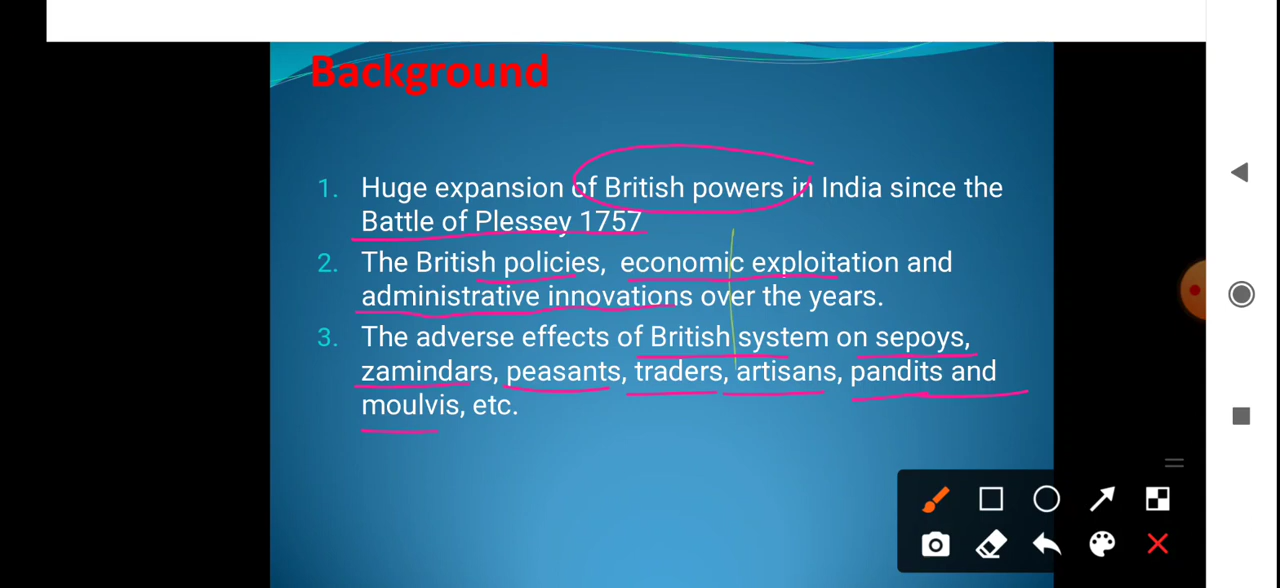 Background
1. Huge expansion of British powers in India since the
Battle of Plessey 1757
2. The British policies, economic exploitation and
administrative innovations over the years.
3. The adverse effects of British system on sepoys,
zamindars, peasants, traders, artisans, pandits and
moulvis, etc.